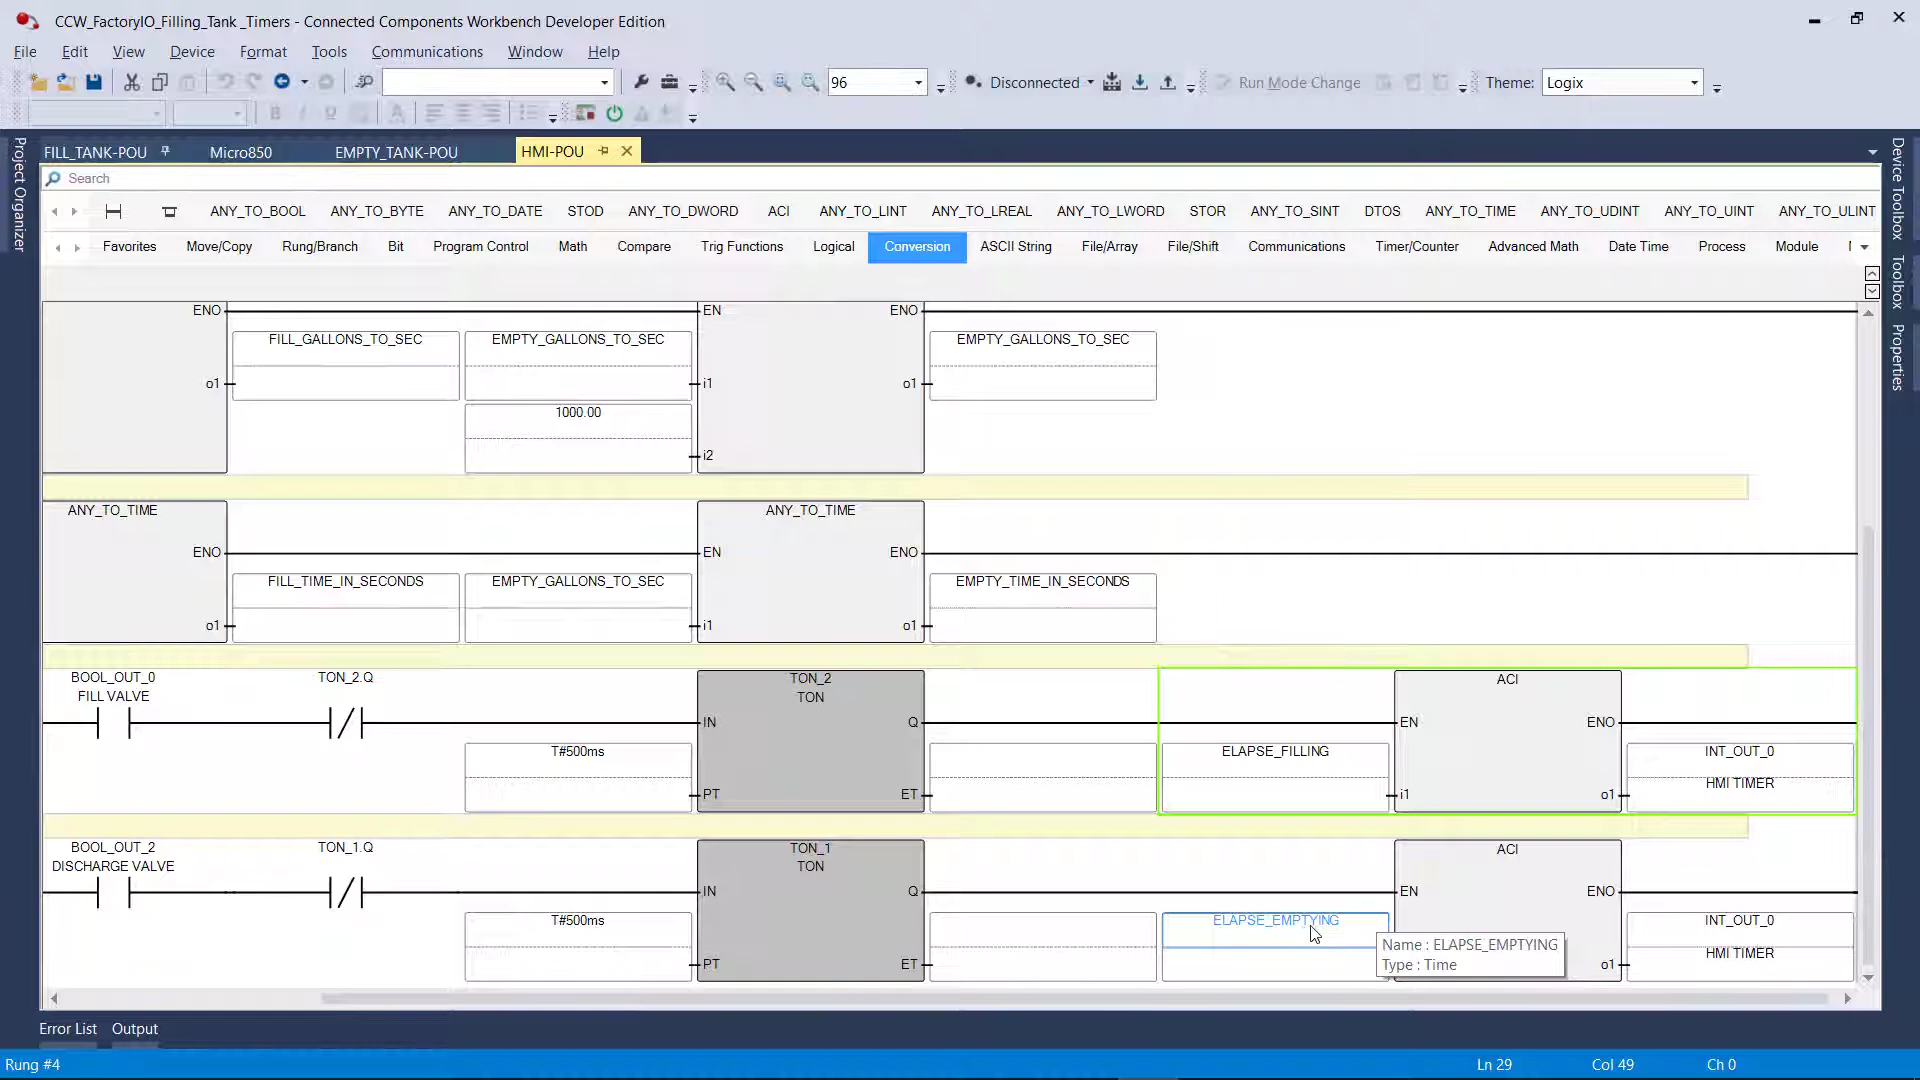 CCW_FactoryIO_Filling_Tank _Timers - Connected Components Workbench Developer Edition
File Edit View Device Format Tools Communications Window Help
96 Disconnected Run Mode Change Theme: Logix
FILL_TANK-POU Micro850 EMPTY_TANK-POU HMI-POU
Project Organizer
Device Toolbox
Toolbox
Properties
Search
ANY_TO_BOOL ANY_TO_BYTE ANY_TO_DATE STOD ANY_TO_DWORD ACI ANY_TO_LINT ANY_TO_LREAL ANY_TO_LWORD STOR ANY_TO_SINT DTOS ANY_TO_TIME ANY_TO_UDINT ANY_TO_UINT ANY_TO_ULINT
Favorites Move/Copy Rung/Branch Bit Program Control Math Compare Trig Functions Logical Conversion ASCII String File/Array File/Shift Communications Timer/Counter Advanced Math Date Time Process Module
ENO EN ENO
FILL_GALLONS_TO_SEC EMPTY_GALLONS_TO_SEC EMPTY_GALLONS_TO_SEC
o1 i1 o1
1000.00
i2
ANY_TO_TIME ANY_TO_TIME
ENO EN ENO
FILL_TIME_IN_SECONDS EMPTY_GALLONS_TO_SEC EMPTY_TIME_IN_SECONDS
o1 i1 o1
BOOL_OUT_0 TON_2.Q TON_2 ACI
FILL VALVE TON
IN Q EN ENO
T#500ms ELAPSE_FILLING INT_OUT_0
HMI TIMER
PT ET i1 o1
BOOL_OUT_2 TON_1.Q TON_1 ACI
DISCHARGE VALVE TON
IN Q EN ENO
T#500ms ELAPSE_EMPTYING INT_OUT_0
Name : ELAPSE_EMPTYING HMI TIMER
Type : Time
PT ET o1
Error List Output
Rung #4 Ln 29 Col 49 Ch 0